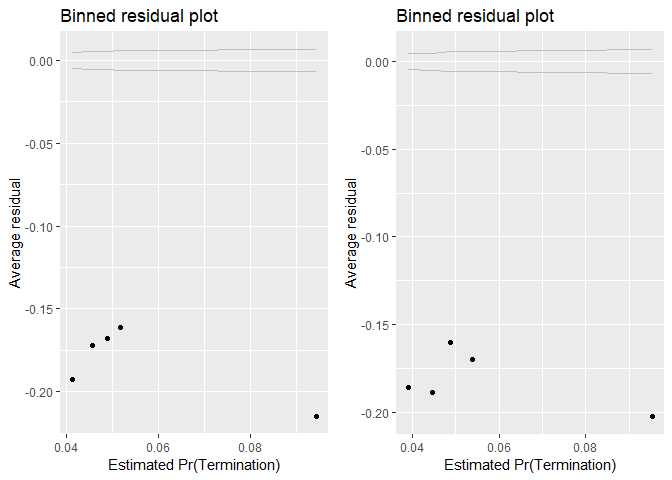 Binned residual plot
Average residual
0.00
-0.05
-0.10
-0.15
-0.20
0.04 0.06 0.08
Estimated Pr(Termination)
Binned residual plot
Average residual
0.00
-0.05
-0.10
-0.15
-0.20
0.04 0.06 0.08
Estimated Pr(Termination)